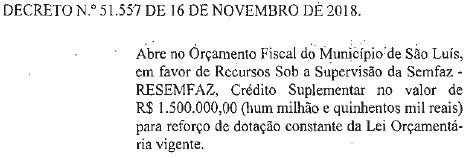 DECRETO N.º 51.557 DE 16 DE NOVEMBRO DE 2018.
Abre no Orçamento Fiscal do Município de São Luís,
em favor de Recursos Sob a Supervisão da Semfaz -
RESEMFAZ, Crédito Suplementar no valor de
R$ 1.500.000,00 (hum milhão e quinhentos mil reais)
para reforço de dotação constante da Lei Orçamentá-
ria vigente.